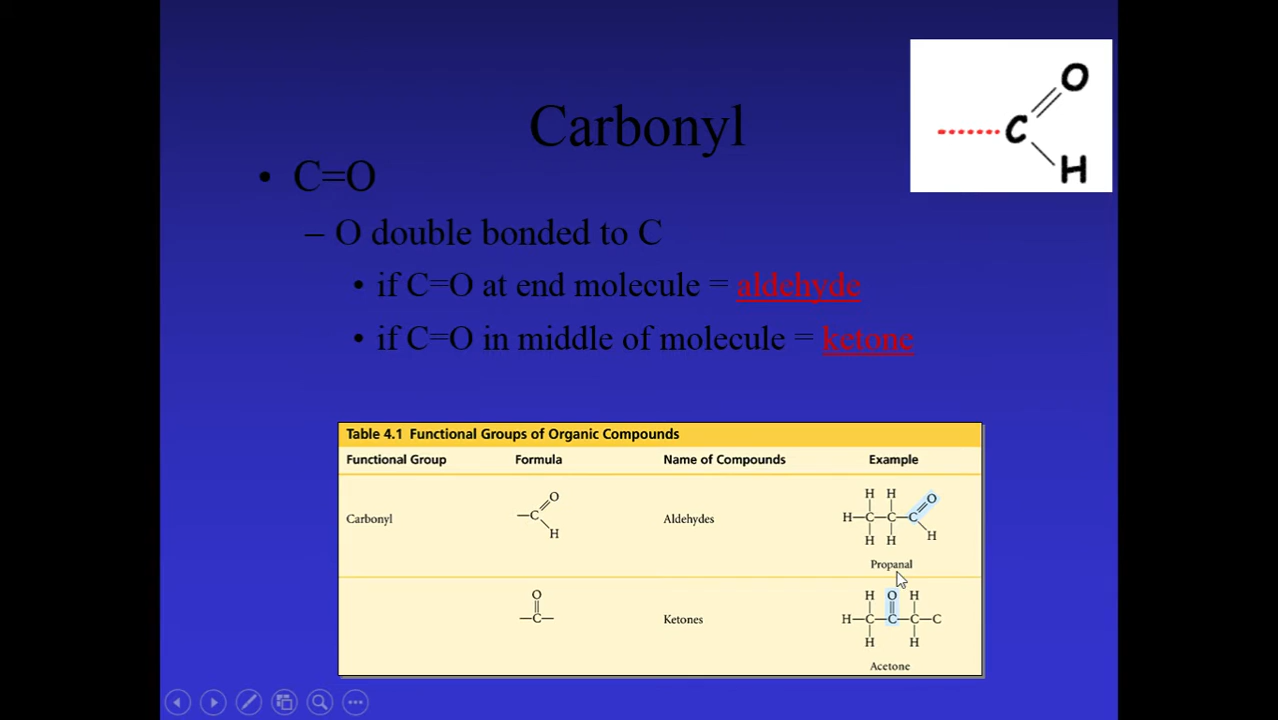 Carbonyl
• C=O
– O double bonded to C
• if C=O at end molecule = aldehyde
• if C=O in middle of molecule = ketone
O
C
H
Table 4.1 Functional Groups of Organic Compounds
Functional Group Formula Name of Compounds Example
Carbonyl
O
—C
H
Aldehydes
H H O
H—C—C—C
H H H
Propanal
O
—C—
Ketones
H O H
H—C—C—C—C
H H
Acetone